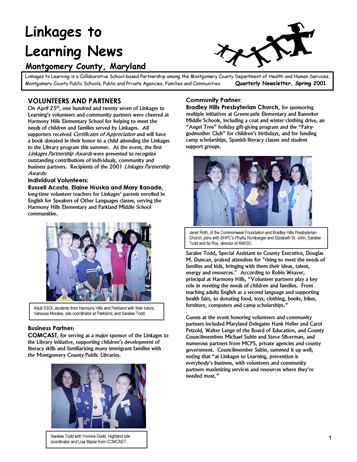 Linkages to
Learning News
Montgomery County, Maryland
Linkages to Learning is a Collaborative School-based Partnership among the Montgomery County Department of Health and Human Services,
Montgomery County Public Schools, Public and Private Agencies, Families and Communities. Quarterly Newsletter, Spring 2001
VOLUNTEERS AND PARTNERS
On April 25th, one hundred and twenty seven of Linkages to
Learning's volunteers and community partners were cheered at
Harmony Hills Elementary School for helping to meet the
needs of children and families served by Linkages. All
supporters received Certificates of Appreciation and will have
a book donated in their honor to a child attending the Linkages
to the Library program this summer. At the event, the first
Linkages Partnership Awards were presented to recognize
outstanding contributions of individuals, community and
business partners. Recipients of the 2001 Linkages Partnership
Awards:
Individual Volunteers:
Russell Acosta, Elaine Hruska and Mary Ranade,
long-time volunteer teachers for Linkages' parents enrolled in
English for Speakers of Other Languages classes, serving the
Harmony Hills Elementary and Parkland Middle School
communities.
Adult ESOL students from Harmony Hills and Parkland with their tutors,
Vanessa Morales, site coordinator at Parkland, and Saralee Todd
Business Partner:
COMCAST, for serving as a major sponsor of the Linkages to
the Library initiative, supporting children's development of
literacy skills and familiarizing many immigrant families with
the Montgomery County Public Libraries.
Saralee Todd with Yvonne Dodd, Highland site
coordinator and Lisa Mazer from COMCAST.
Community Partner:
Bradley Hills Presbyterian Church, for sponsoring
multiple initiatives at Greencastle Elementary and Banneker
Middle Schools, including a coat and winter clothing drive, an
"Angel Tree" holiday gift-giving program and the "Fairy-
godmother Club" for children's birthdays, and for funding
camp scholarships, Spanish literacy classes and student
support groups.
Janet Roth, of the Commonweal Foundation and Bradley Hills Presbyterian
Church, joins with BHPC's Phyllis Rumbarger and Elizabeth St. John, Saralee
Todd and Ila Roy, director of AMIGO.
Saralee Todd, Special Assistant to County Executive, Douglas
M. Duncan, praised attendees for "rising to meet the needs of
families and kids, bringing with them their ideas, talent,
energy and resources." According to Robin Weaver,
principal at Harmony Hills, "Volunteer partners play a key
role in meeting the needs of children and families. From
teaching adults English as a second language and supporting
health fairs, to donating food, toys, clothing, books, bikes,
furniture, computers and camp scholarships."
Guests at the event honoring volunteers and community
partners included Maryland Delegates Hank Heller and Carol
Petzold, Walter Lange of the Board of Education, and County
Councilmembers Michael Subin and Steve Silverman, and
numerous partners from MCPS, private agencies and county
government. Councilmember Subin, summed it up well,
noting that "at Linkages to Learning, prevention is
everybody's business, with volunteers and community
partners maximizing services and resources where they're
needed most."
1